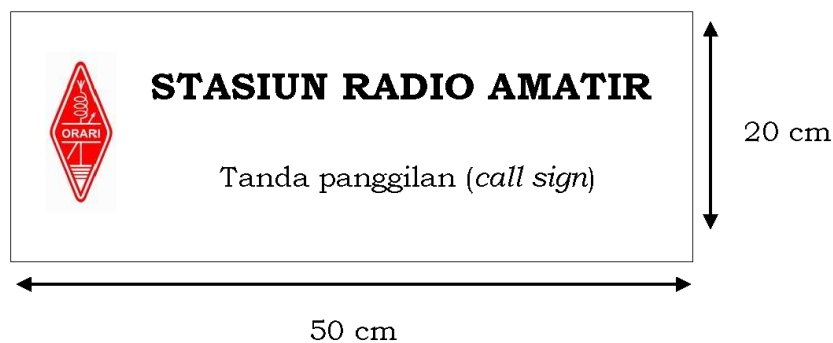 STASIUN RADIO AMATIR
ORARI
Tanda panggilan (call sign)
20 cm
50 cm